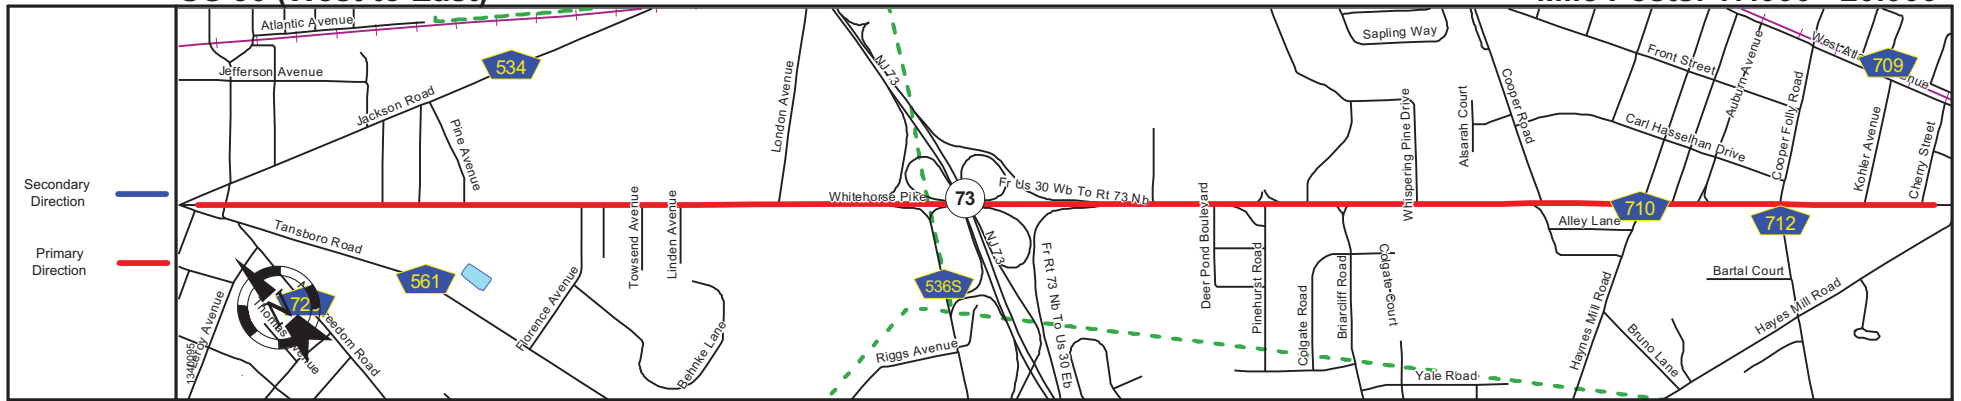 Atlantic Avenue
Jefferson Avenue
534
Jackson Road
Pine Avenue
London Avenue
NJ 73
Sapling Way
Cooper Road
Front Street
Auburn Avenue
709
Cooper Folly Road
Carl Hasselhan Drive
Alsarah Court
Whispering Pine Drive
Kohler Avenue
Cherry Street
Secondary
Direction
Primary
Direction
Whitehorse Pike
73
Fr Us 30 Wb To Rt 73 Nb
710
712
Alley Lane
Tansboro Road
561
Townsend Avenue
Linden Avenue
Florence Avenue
Behnke Lane
536S
NJ 73
Fr Rt 73 Nb To Us 30 Eb
Riggs Avenue
Deer Pond Boulevard
Pinehurst Road
Colgate Road
Briarcliff Road
Colgate Court
Yale Road
Haynes Mill Road
Bruno Lane
Bartal Court
Hayes Mill Road
1340095